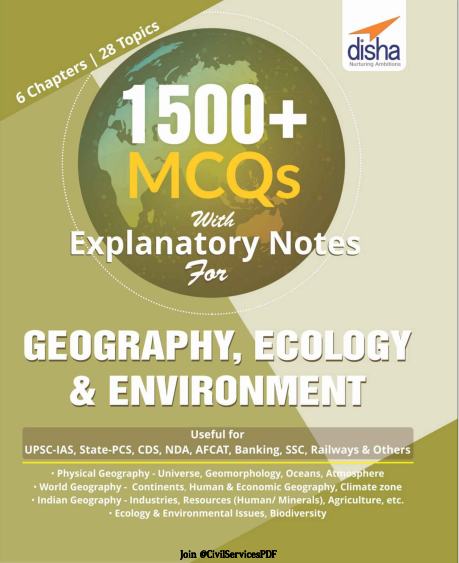 6 Chapters | 28 Topics
disha
Nurturing Ambitions
1500+
MCQs
With
Explanatory Notes
For
GEOGRAPHY, ECOLOGY
& ENVIRONMENT
Useful for
UPSC-IAS, State-PCS, CDS, NDA, AFCAT, Banking, SSC, Railways & Others
• Physical Geography - Universe, Geomorphology, Oceans, Atmosphere
• World Geography - Continents, Human & Economic Geography, Climate zone
• Indian Geography - Industries, Resources (Human/ Minerals), Agriculture, etc.
• Ecology & Environmental Issues, Biodiversity
Join @CivilServicesPDF